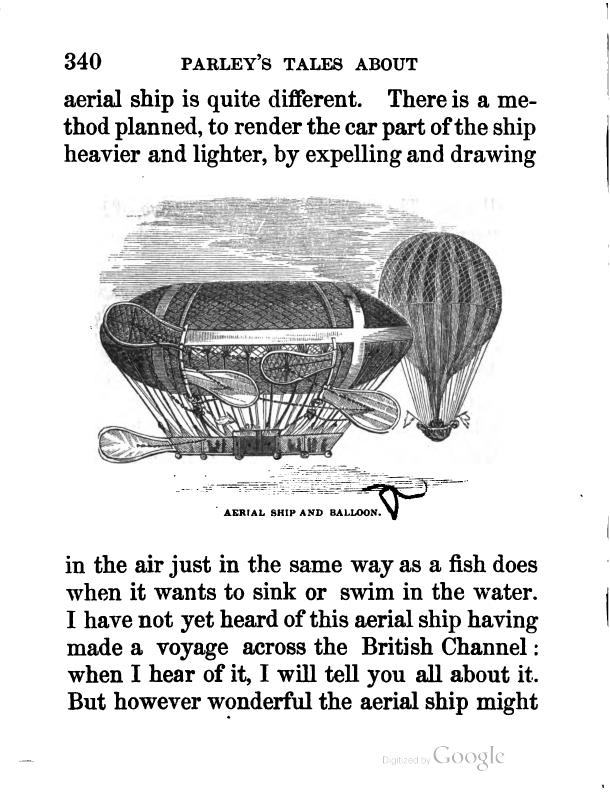 340 PARLEY'S TALES ABOUT
aerial ship is quite different. There is a me-
thod planned, to render the car part of the ship
heavier and lighter, by expelling and drawing
AERIAL SHIP AND BALLOON.
in the air just in the same way as a fish does
when it wants to sink or swim in the water.
I have not yet heard of this aerial ship having
made a voyage across the British Channel :
when I hear of it, I will tell you all about it.
But however wonderful the aerial ship might
Digitized by Google